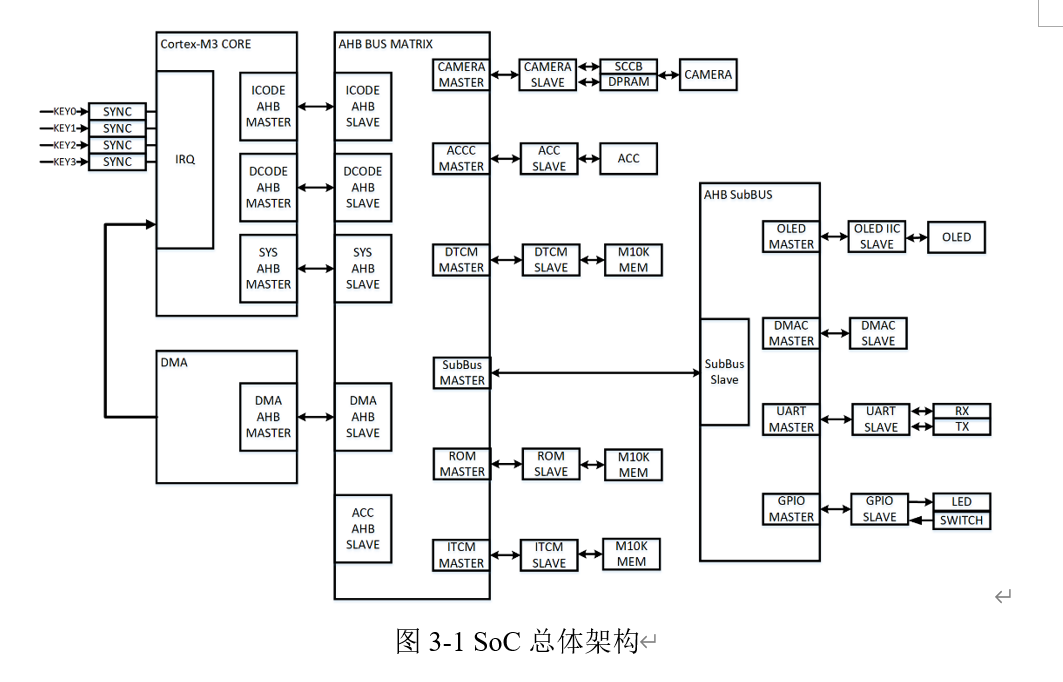 Cortex-M3 CORE
KEY0
SYNC
KEY1
SYNC
KEY2
SYNC
KEY3
SYNC
IRQ
ICODE
AHB
MASTER
DCODE
AHB
MASTER
SYS
AHB
MASTER
DMA
DMA
AHB
MASTER
AHB BUS MATRIX
ICODE
AHB
SLAVE
DCODE
AHB
SLAVE
SYS
AHB
SLAVE
DMA
AHB
SLAVE
ACC
AHB
SLAVE
CAMERA
MASTER
CAMERA
SLAVE
SCCB
DPRAM
CAMERA
ACCC
MASTER
ACC
SLAVE
ACC
DTCM
MASTER
DTCM
SLAVE
M10K
MEM
SubBus
MASTER
ROM
MASTER
ROM
SLAVE
M10K
MEM
ITCM
MASTER
ITCM
SLAVE
M10K
MEM
AHB SubBUS
SubBus
Slave
OLED
MASTER
OLED IIC
SLAVE
OLED
DMAC
MASTER
DMAC
SLAVE
UART
MASTER
UART
SLAVE
RX
TX
GPIO
MASTER
GPIO
SLAVE
LED
SWITCH
图 3-1 SoC 总体架构